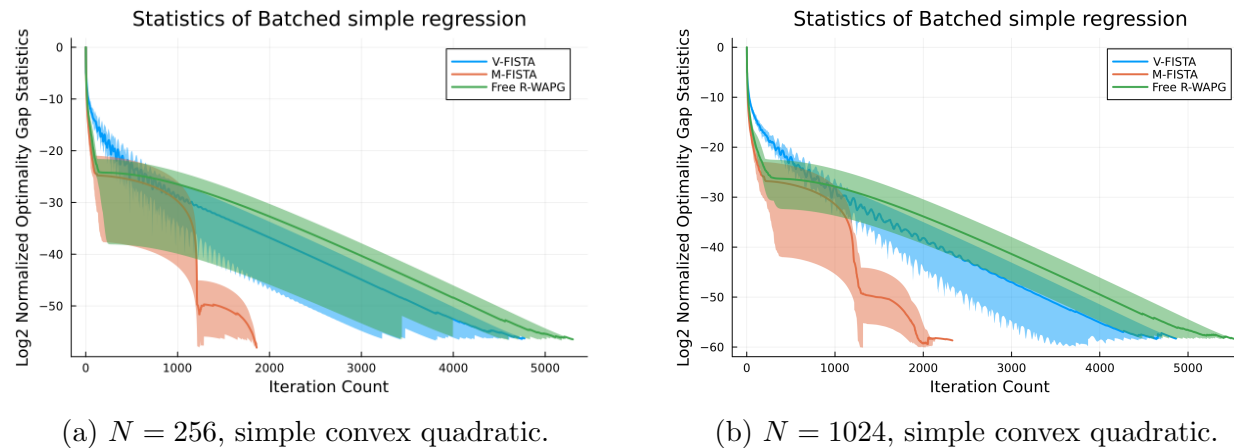 Statistics of Batched simple regression
Log2 Normalized Optimality Gap Statistics
0
−10
−20
−30
−40
−50
V-FISTA
M-FISTA
Free R-WAPG
0
1000
2000
3000
4000
5000
Iteration Count
(a) N = 256, simple convex quadratic.
Statistics of Batched simple regression
Log2 Normalized Optimality Gap Statistics
0
−10
−20
−30
−40
−50
−60
V-FISTA
M-FISTA
Free R-WAPG
0
1000
2000
3000
4000
5000
Iteration Count
(b) N = 1024, simple convex quadratic.